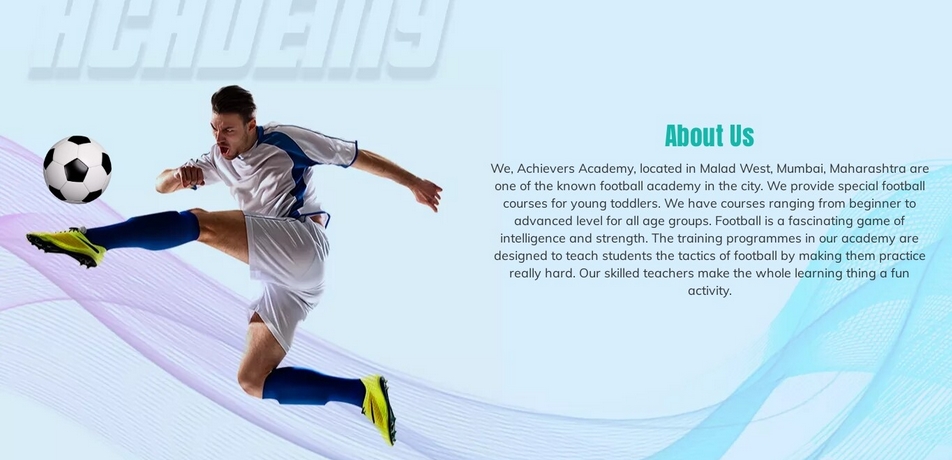 ACADEMY
About Us
We, Achievers Academy, located in Malad West, Mumbai, Maharashtra are
one of the known football academy in the city. We provide special football
courses for young toddlers. We have courses ranging from beginner to
advanced level for all age groups. Football is a fascinating game of
intelligence and strength. The training programmes in our academy are
designed to teach students the tactics of football by making them practice
really hard. Our skilled teachers make the whole learning thing a fun
activity.